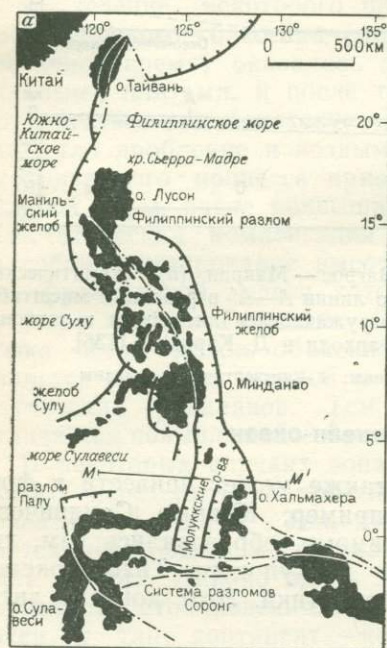 а
120°
125°
135°
0
500 км
Китай
о.Тайвань
Южно-
Китай-
ское
море
Филиппинское море
20°
хр.Сьерра-Мадре
Маниль-
ский
желоб
о. Лусон
Филиппинский разлом
15°
море Сулу
Филиппинский
желоб
10°
о.Минданао
желоб
Сулу
5°
море Сулавеси
М
М'
разлом
Палу
Молуккские
о-ва
о.Хальмахера
0°
о.Сула-
веси
Система разломов
Соронг